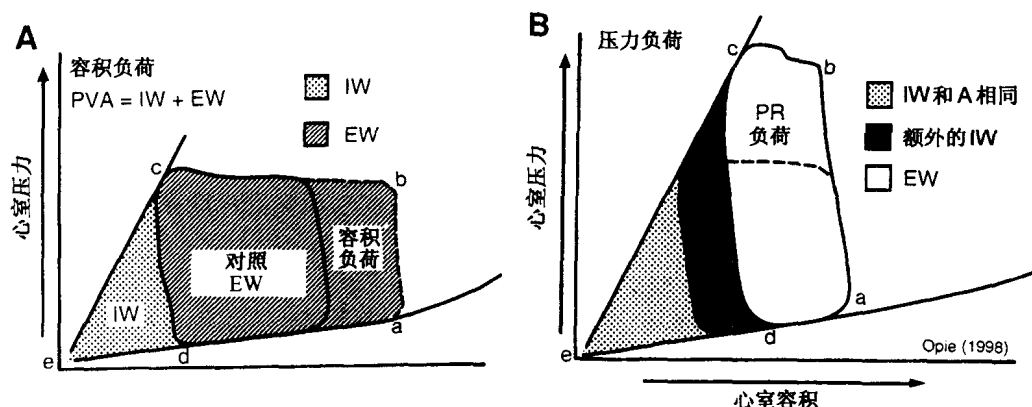 A
容积负荷
PVA = IW + EW
IW
EW
心室压力
c
b
对照
EW
容积
负荷
IW
a
d
e
B
压力负荷
c
b
IW和A相同
额外的IW
EW
PR
负荷
心室压力
a
d
e
Opie (1998)
心室容积